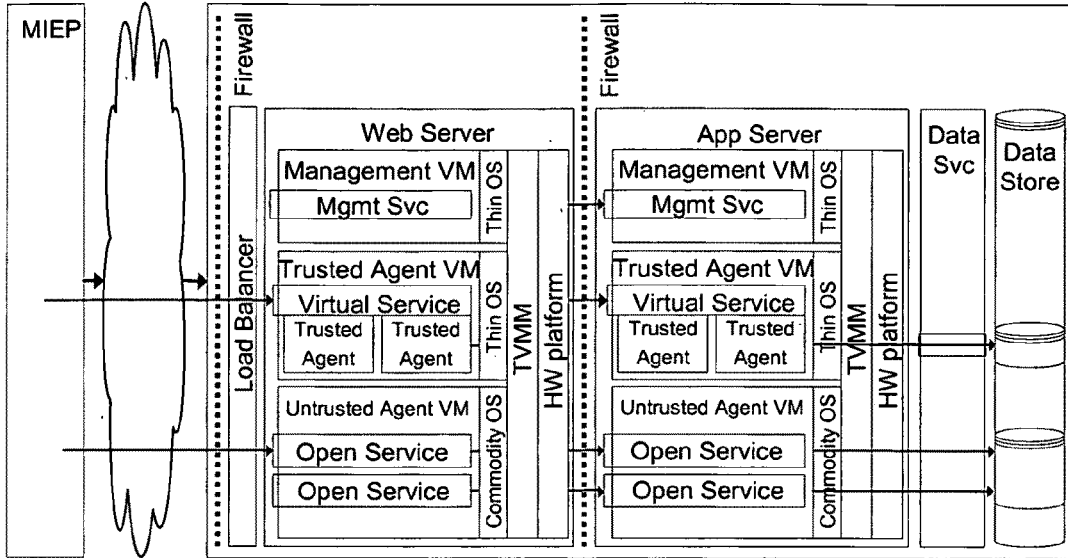 MIEP
Firewall
Load Balancer
Web Server
Management VM
Mgmt Svc
Thin OS
Trusted Agent VM
Virtual Service
Trusted
Agent
Trusted
Agent
Thin OS
Untrusted Agent VM
Open Service
Open Service
Commodity OS
TVMM
HW platform
Firewall
App Server
Management VM
Mgmt Svc
Thin OS
Trusted Agent VM
Virtual Service
Trusted
Agent
Trusted
Agent
Thin OS
Untrusted Agent VM
Open Service
Open Service
Commodity OS
TVMM
HW platform
Data
Svc
Data
Store